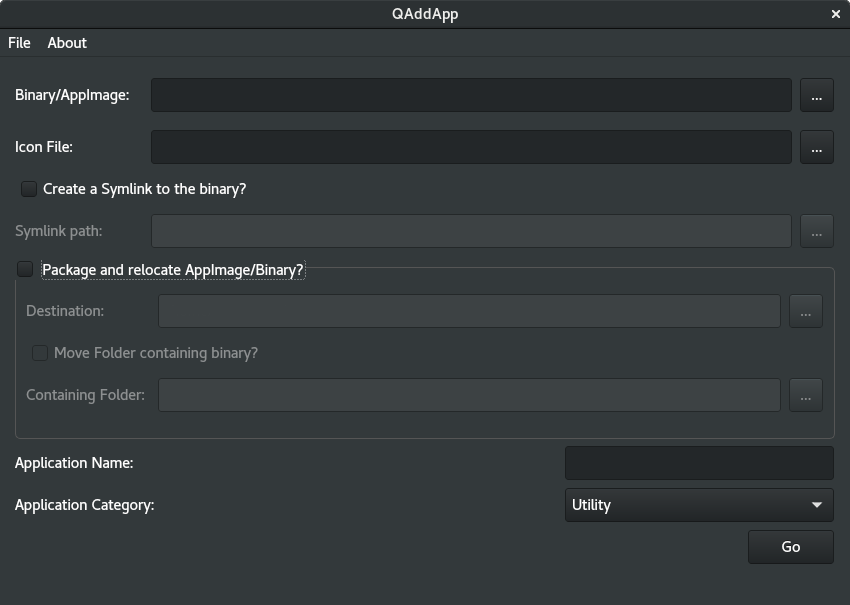 QAddApp
File About
Binary/AppImage: ...
Icon File: ...
Create a Symlink to the binary?
Symlink path: ...
Package and relocate AppImage/Binary?
Destination: ...
Move Folder containing binary?
Containing Folder: ...
Application Name:
Application Category: Utility
Go